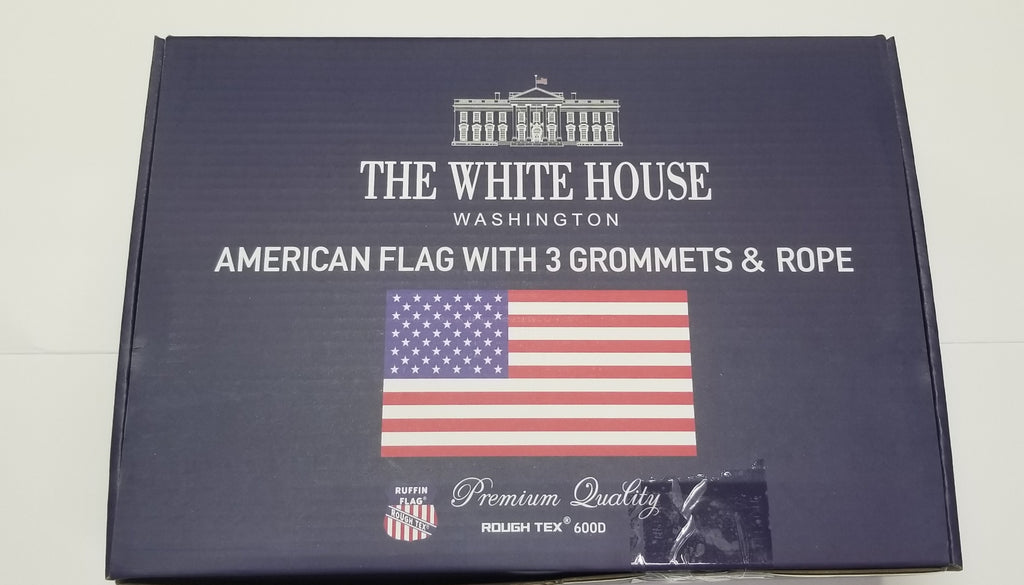 THE WHITE HOUSE
WASHINGTON
AMERICAN FLAG WITH 3 GROMMETS & ROPE
RUFFIN
FLAG®
ROUGH TEX®
Premium Quality
ROUGH TEX® 600D